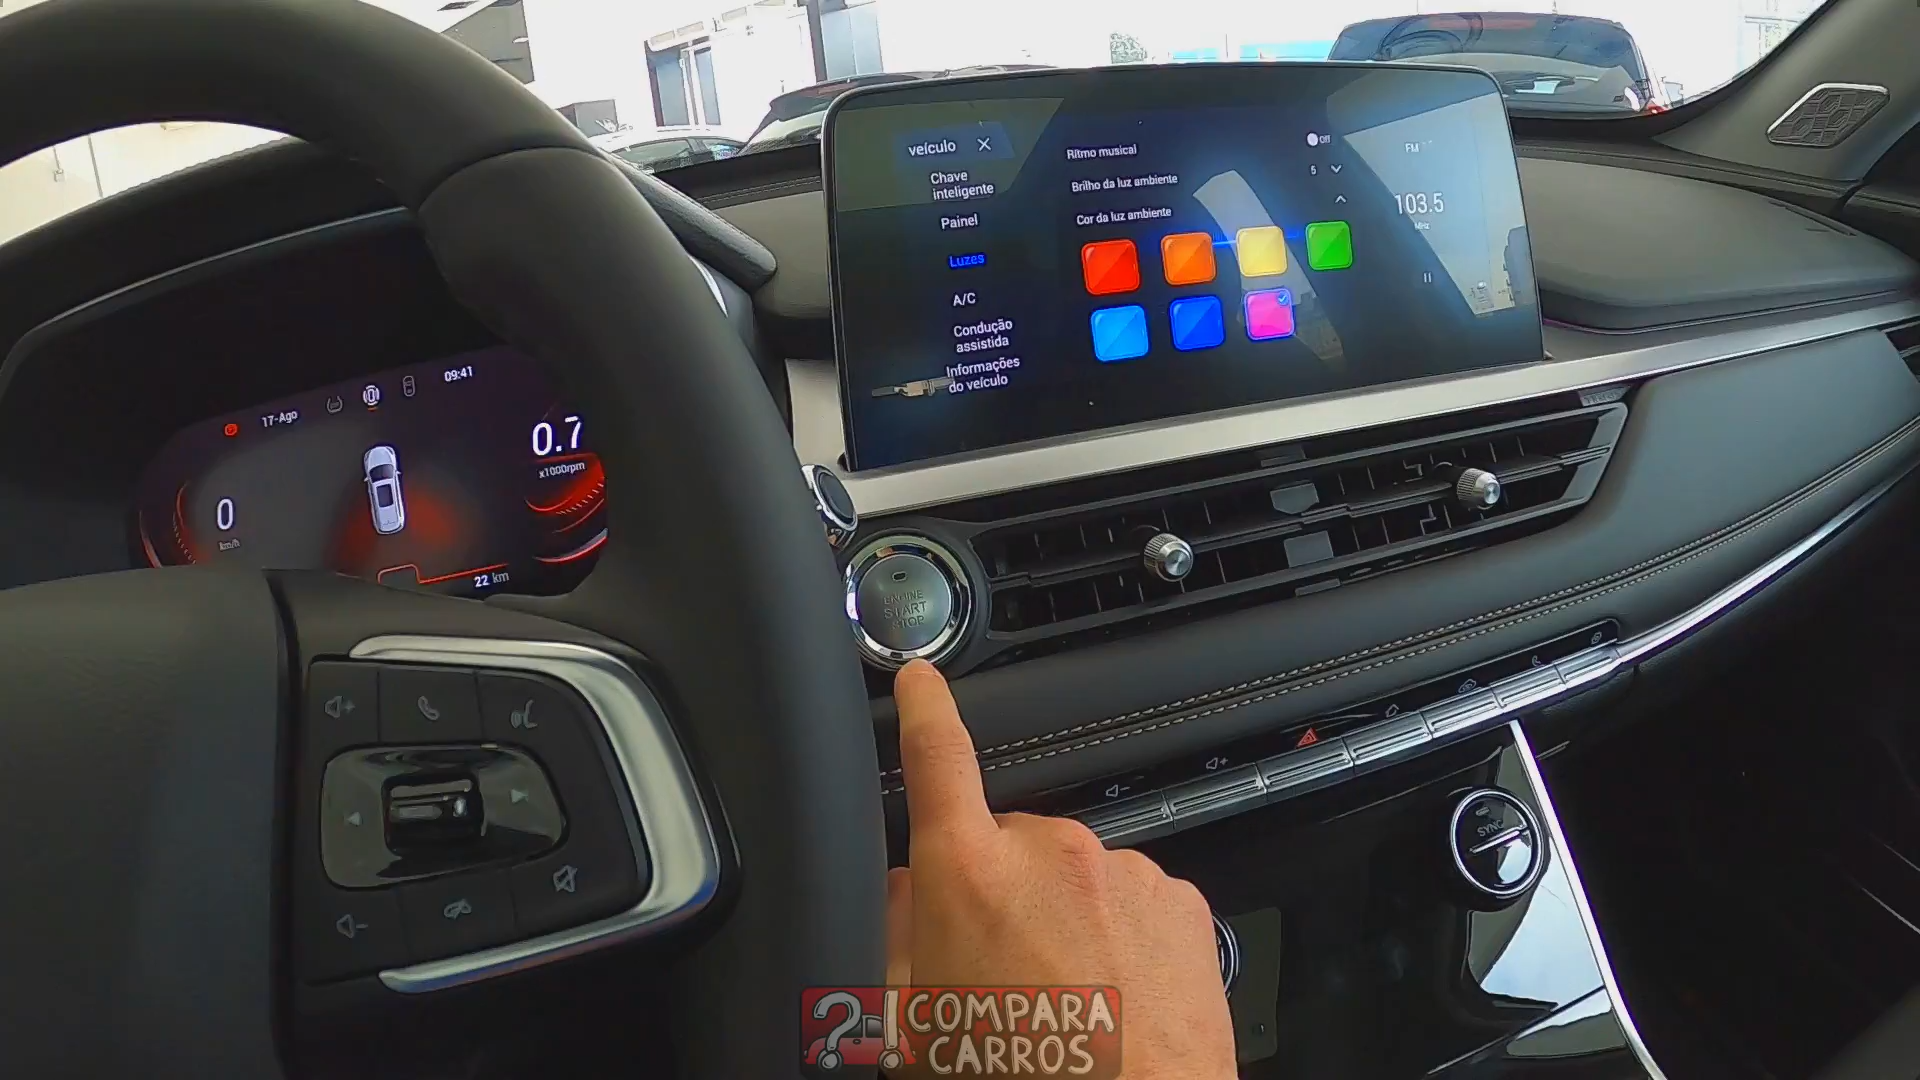 veículo
Chave
inteligente
Painel
Luzes
A/C
Condução
assistida
Informações
do veículo
Ritmo musical
Off
Brilho da luz ambiente
5
Cor da luz ambiente
FM
103.5
MHz
09:41
17-Ago
0
km/h
0.7
x1000rpm
22 km
ENGINE
START
STOP
SYNC
COMPARA
CARROS